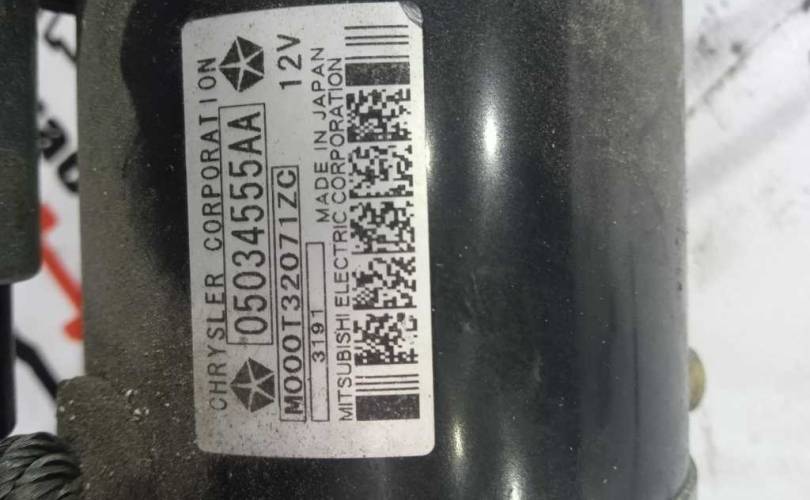 CHRYSLER CORPORATION
05034555AA
M000T32071ZC 12V
3191 MADE IN JAPAN
MITSUBISHI ELECTRIC CORPORATION